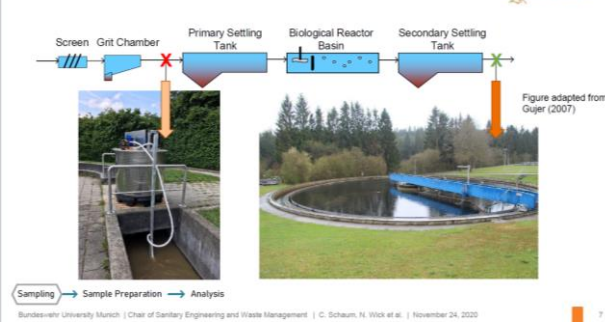 Screen Grit Chamber
Primary Settling
Tank
Biological Reactor
Basin
Secondary Settling
Tank
Figure adapted from
Gujer (2007)
Sampling → Sample Preparation → Analysis
Bundeswehr University Munich | Chair of Sanitary Engineering and Waste Management | C. Schaum, N. Wick et al. | November 24, 2020
7